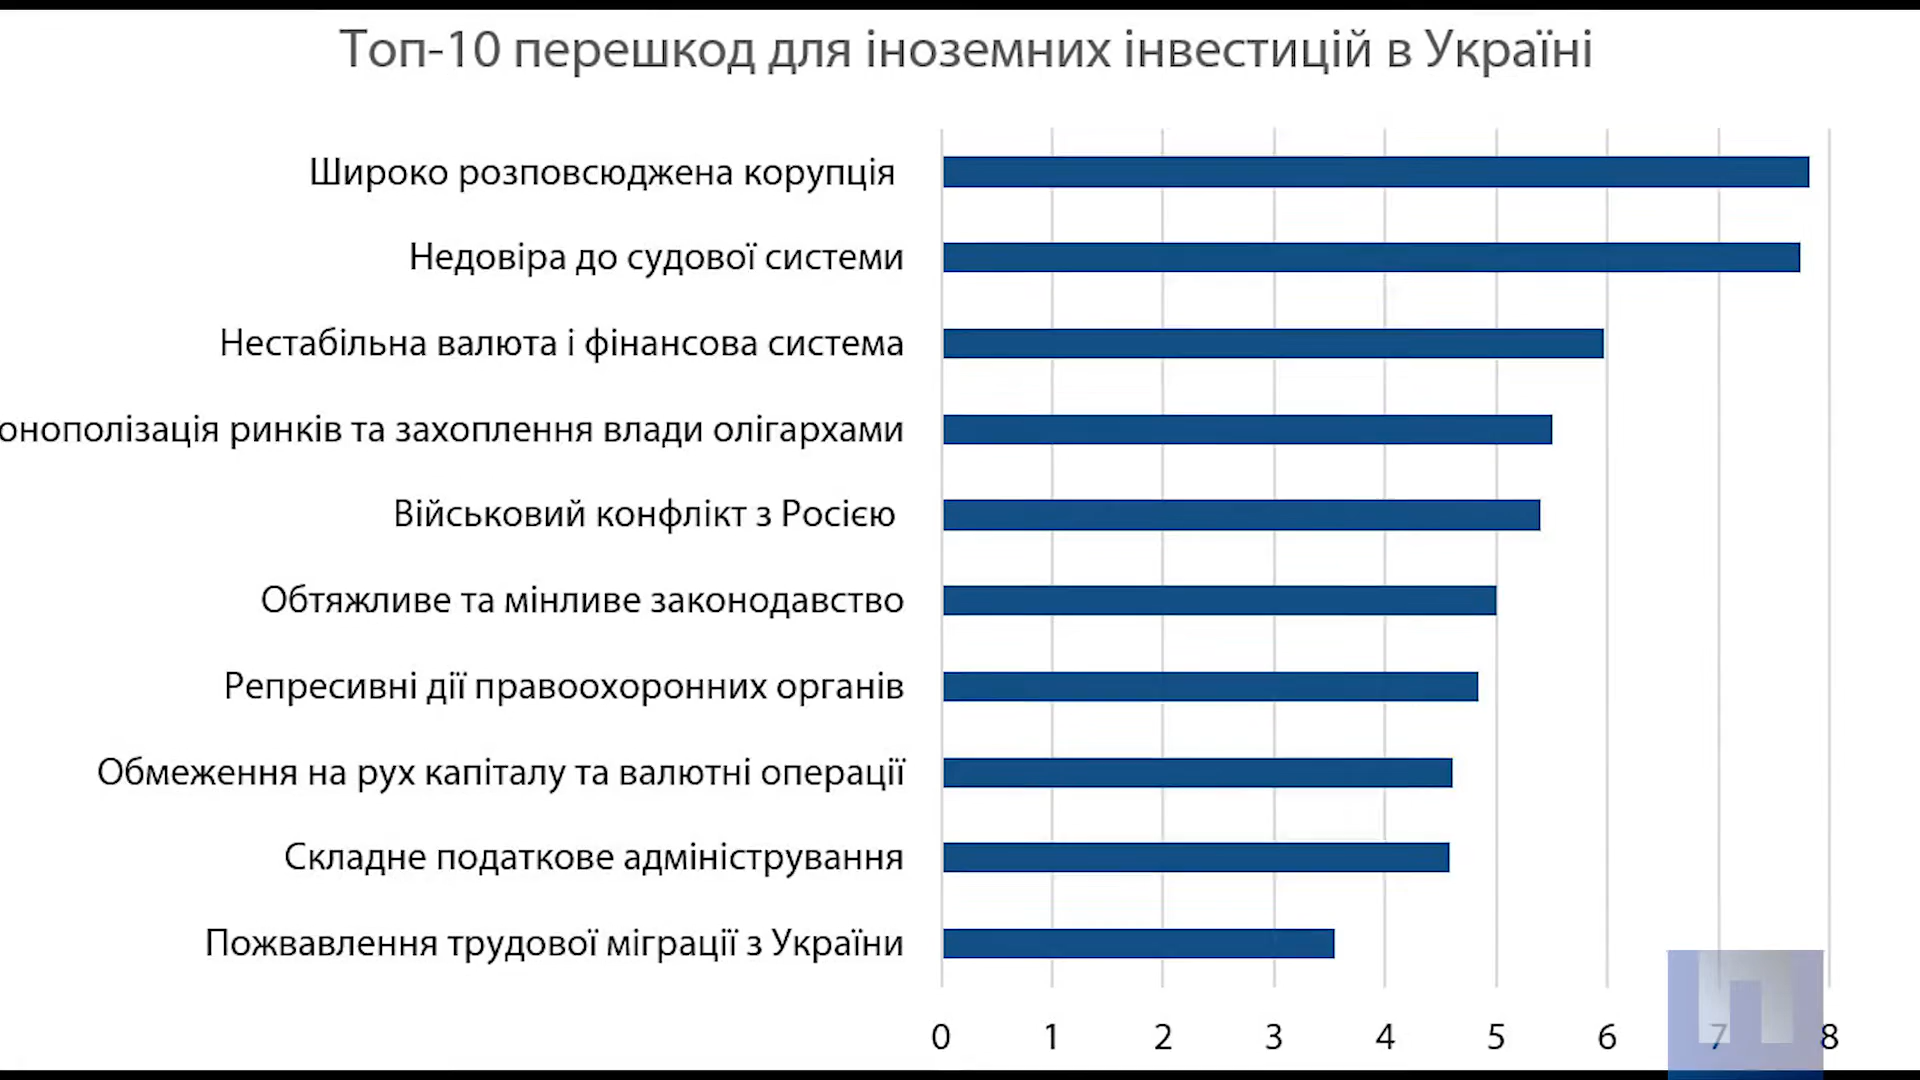 Топ-10 перешкод для іноземних інвестицій в Україні
Широко розповсюджена корупція
Недовіра до судової системи
Нестабільна валюта і фінансова система
онополізація ринків та захоплення влади олігархами
Військовий конфлікт з Росією
Обтяжливе та мінливе законодавство
Репресивні дії правоохоронних органів
Обмеження на рух капіталу та валютні операції
Складне податкове адміністрування
Пожвавлення трудової міграції з України
0 1 2 3 4 5 6 7 8